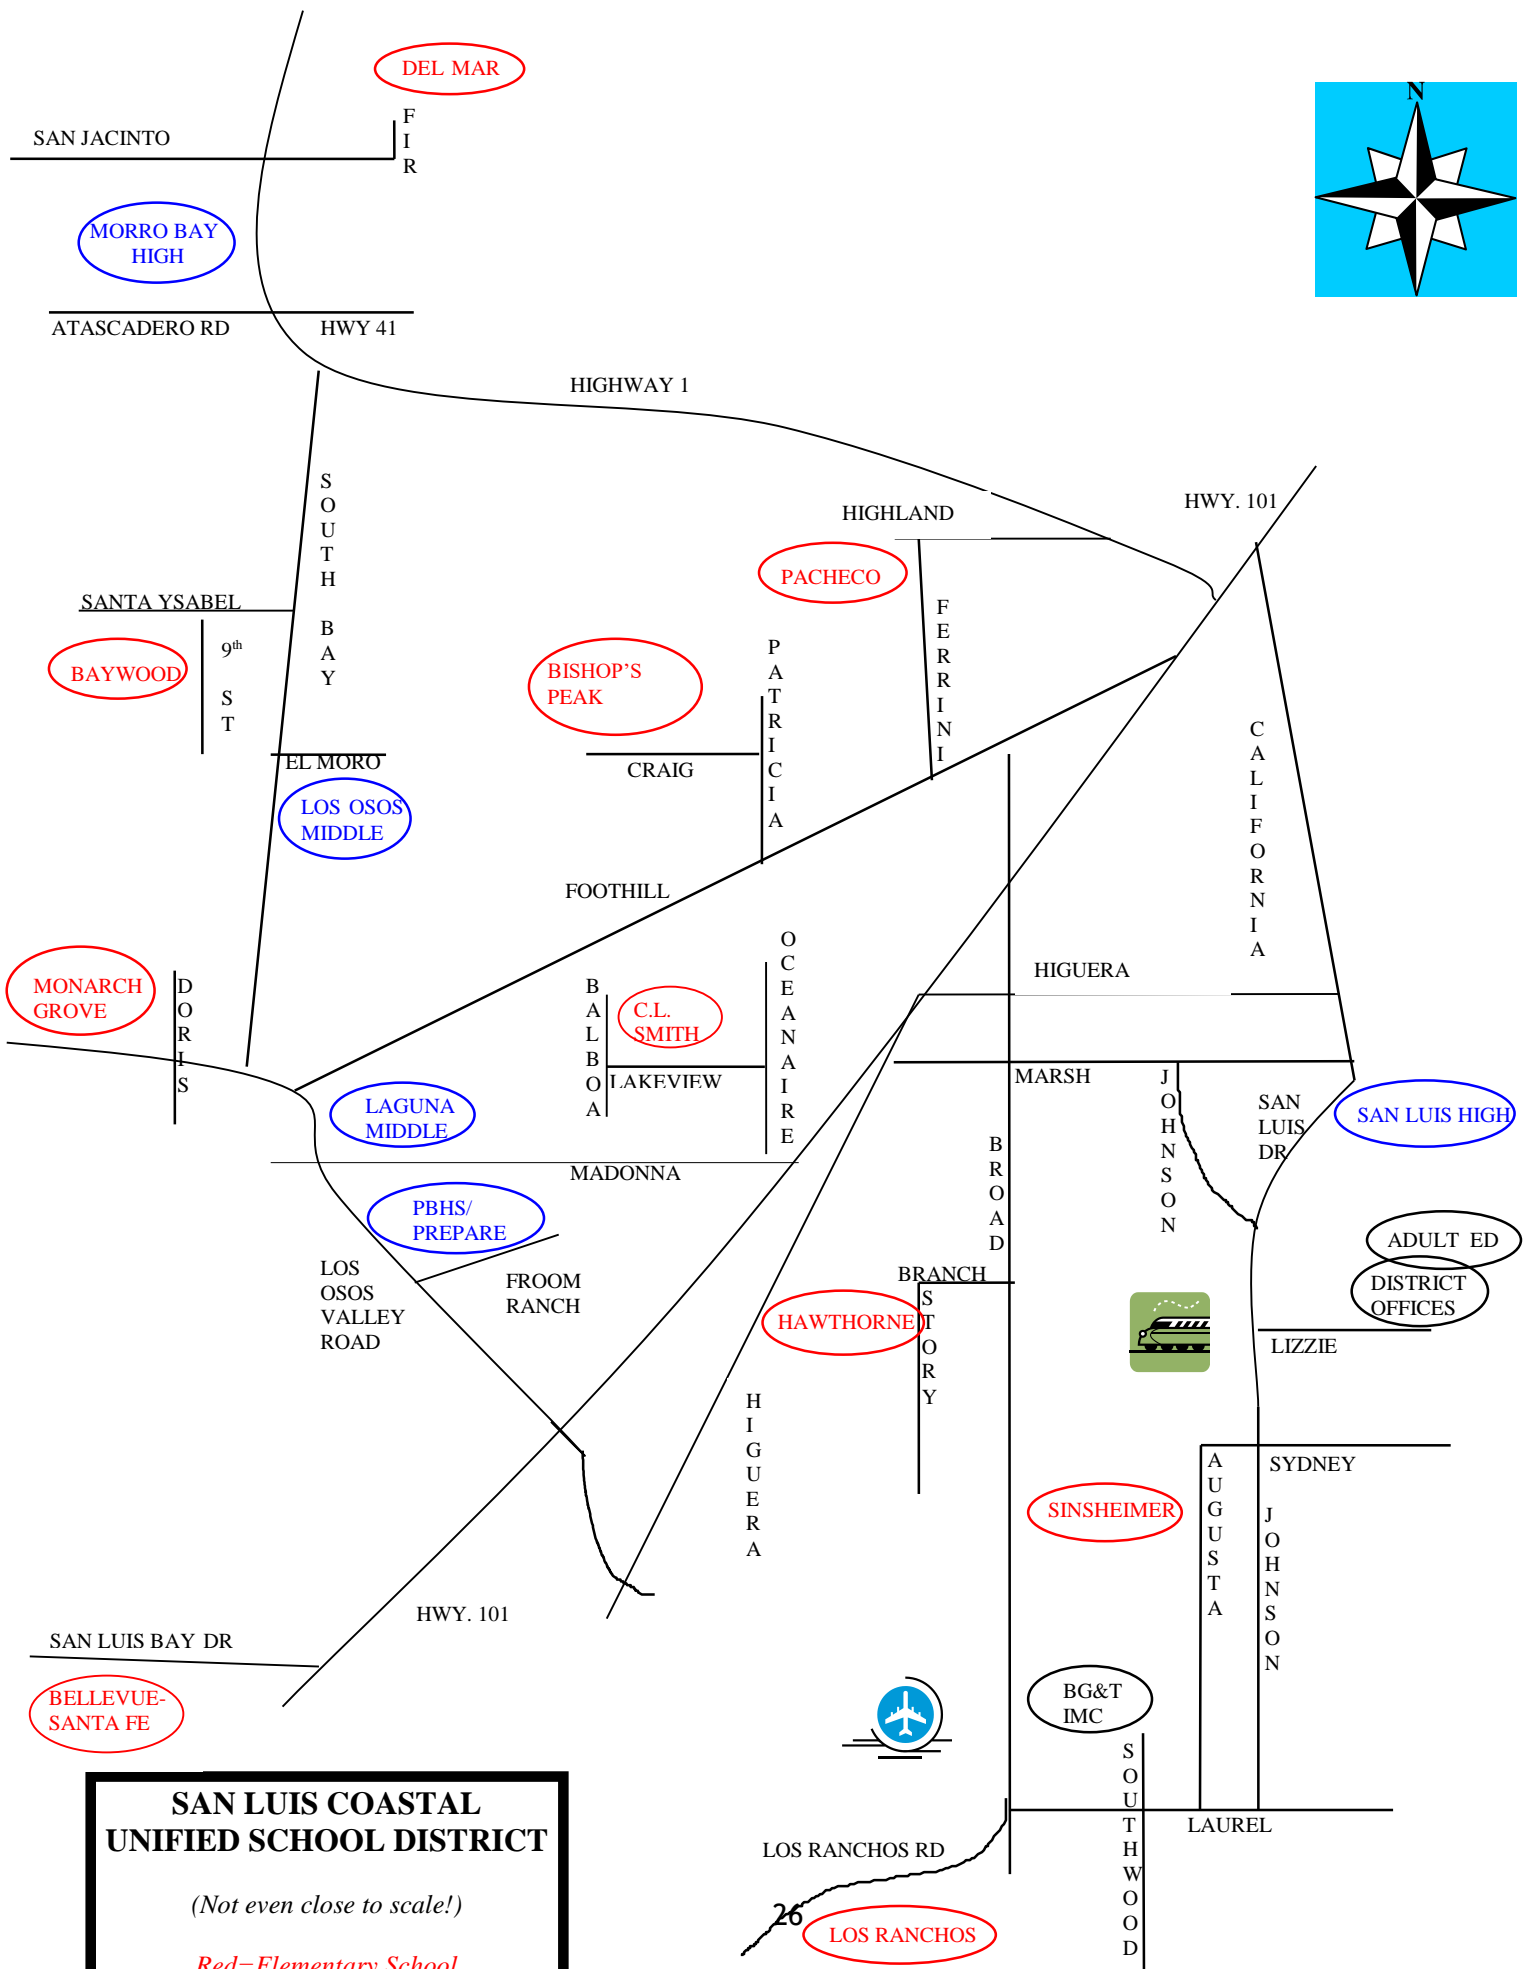 DEL MAR
N
FIR
SAN JACINTO
MORRO BAY
HIGH
ATASCADERO RD
HWY 41
HIGHWAY 1
SOUTH BAY
HWY. 101
HIGHLAND
PACHECO
FERRINI
SANTA YSABEL
9th
ST
BAYWOOD
BISHOP'S
PEAK
PATRICIA
CALIFORNIA
EL MORO
CRAIG
LOS OSOS
MIDDLE
FOOTHILL
OCEANAIRE
HIGUERA
MONARCH
GROVE
DORIS
BALBOA
C.L.
SMITH
LAKEVIEW
MARSH
JOHNSON
SAN
LUIS
DR
SAN LUIS HIGH
LAGUNA
MIDDLE
MADONNA
BROAD
PBHS/
PREPARE
ADULT ED
DISTRICT
OFFICES
LOS
OSOS
VALLEY
ROAD
FROOM
RANCH
BRANCH
STORY
HAWTHORNE
LIZZIE
HIGUERA
SYDNEY
AUGUSTA
JOHNSON
SINSHEIMER
HWY. 101
SAN LUIS BAY DR
BELLEVUE-
SANTA FE
BG&T
IMC
SOUTHWOOD
LAUREL
LOS RANCHOS RD
LOS RANCHOS
26
SAN LUIS COASTAL
UNIFIED SCHOOL DISTRICT
(Not even close to scale!)
Red=Elementary School